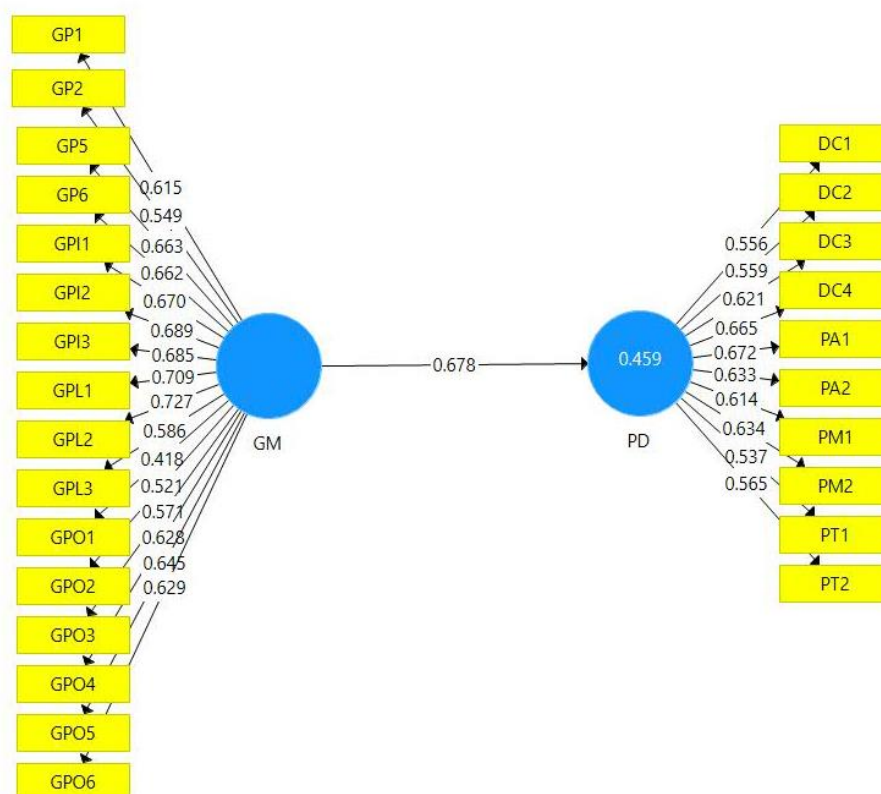 GP1
GP2
GP5
GP6
GPI1
GPI2
GPI3
GPL1
GPL2
GPL3
GPO1
GPO2
GPO3
GPO4
GPO5
GPO6
0.615
0.549
0.663
0.662
0.670
0.689
0.685
0.709
0.727
0.586
0.418
0.521
0.571
0.628
0.645
0.629
GM
0.678
0.459
PD
0.556
0.559
0.621
0.665
0.672
0.633
0.614
0.634
0.537
0.565
DC1
DC2
DC3
DC4
PA1
PA2
PM1
PM2
PT1
PT2